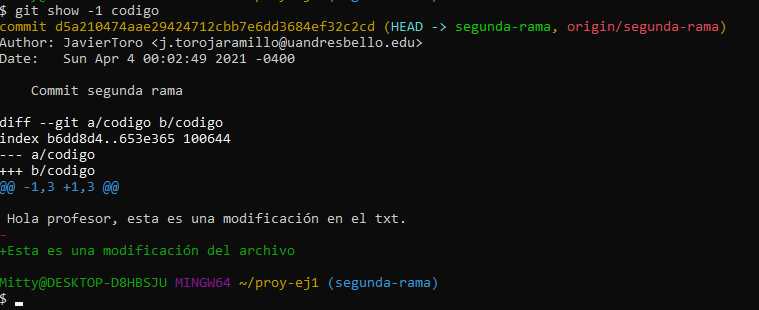 $ git show -1 codigo
commit d5a210474aae29424712cbb7e6dd3684ef32c2cd (HEAD -> segunda-rama, origin/segunda-rama)
Author: JavierToro <j.torojaramillo@uandresbello.edu>
Date:   Sun Apr 4 00:02:49 2021 -0400

    Commit segunda rama

diff --git a/codigo b/codigo
index b6dd8d4..653e365 100644
--- a/codigo
+++ b/codigo
@@ -1,3 +1,3 @@

 Hola profesor, esta es una modificación en el txt.
-
+Esta es una modificación del archivo

Mitty@DESKTOP-D8HBSJU MINGW64 ~/proy-ej1 (segunda-rama)
$